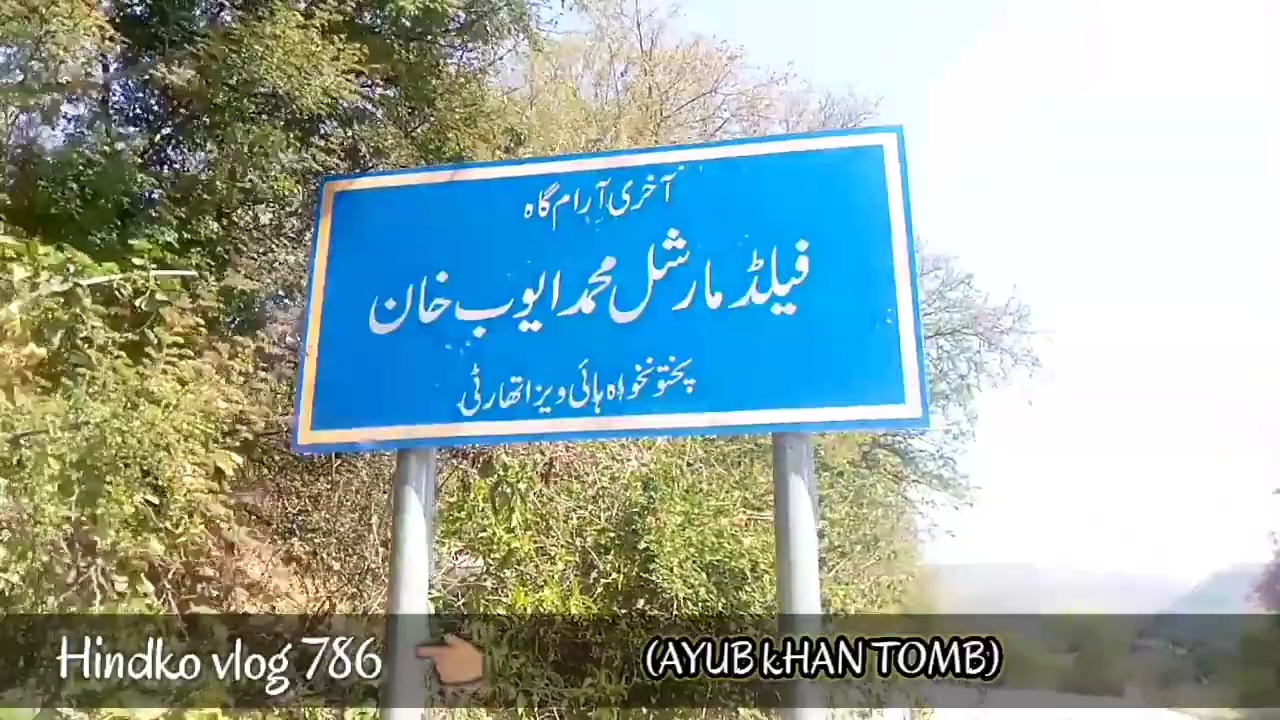 آخری آرام گاہ
فیلڈ مارشل محمد ایوب خان
پختونخواہ ہائی ویز اتھارٹی
Hindko vlog 786
(AYUB kHAN TOMB)